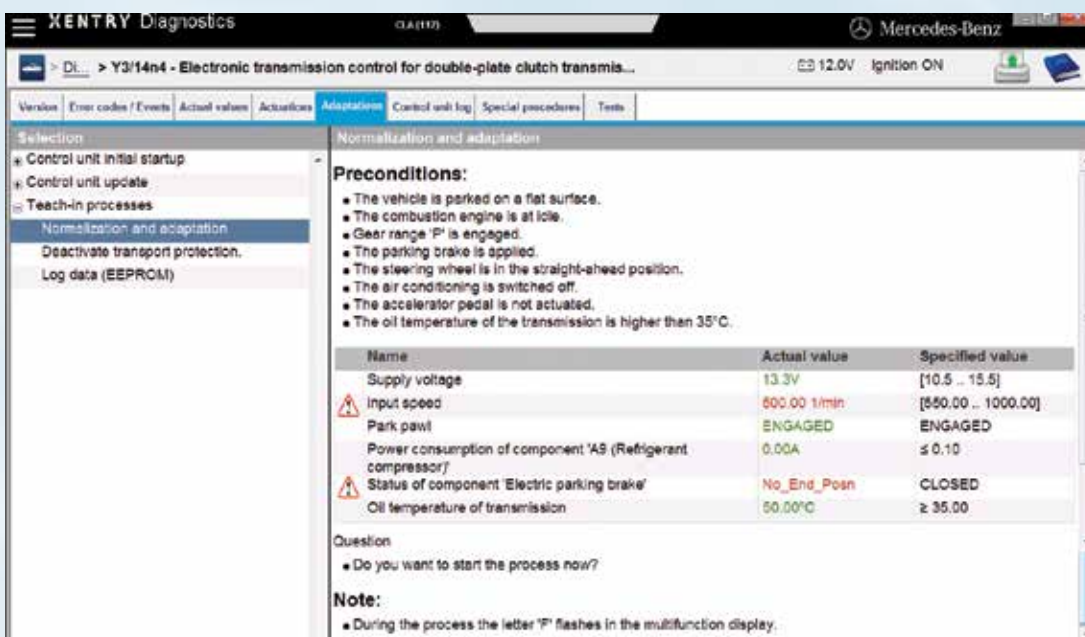 XENTRY Diagnostics
CLA (117)
Mercedes-Benz
> Di... > Y3/14n4 - Electronic transmission control for double-plate clutch transmis...
12.0V Ignition ON
Version Error codes / Events Actual values Actuations Adaptations Control unit log Special procedures Tests
Selection
Control unit initial startup
Control unit update
Teach-in processes
Normalization and adaptation
Deactivate transport protection.
Log data (EEPROM)
Normalization and adaptation
Preconditions:
• The vehicle is parked on a flat surface.
• The combustion engine is at idle.
• Gear range 'P' is engaged.
• The parking brake is applied.
• The steering wheel is in the straight-ahead position.
• The air conditioning is switched off.
• The accelerator pedal is not actuated.
• The oil temperature of the transmission is higher than 35°C.
Name Actual value Specified value
Supply voltage 13.3V [10.5 .. 15.5]
Input speed 1/min .. 1000.00]
Park pawl ENGAGED ENGAGED
Power consumption of component 'A9 (Refrigerant 0.00A ≤ 0.10
compressor)'
Status of component 'Electric parking brake' No_End_Posn CLOSED
Oil temperature of transmission 50.00°C ≥ 35.00
Question
• Do you want to start the process now?
Note:
• During the process the letter flashes in the multifunction display.